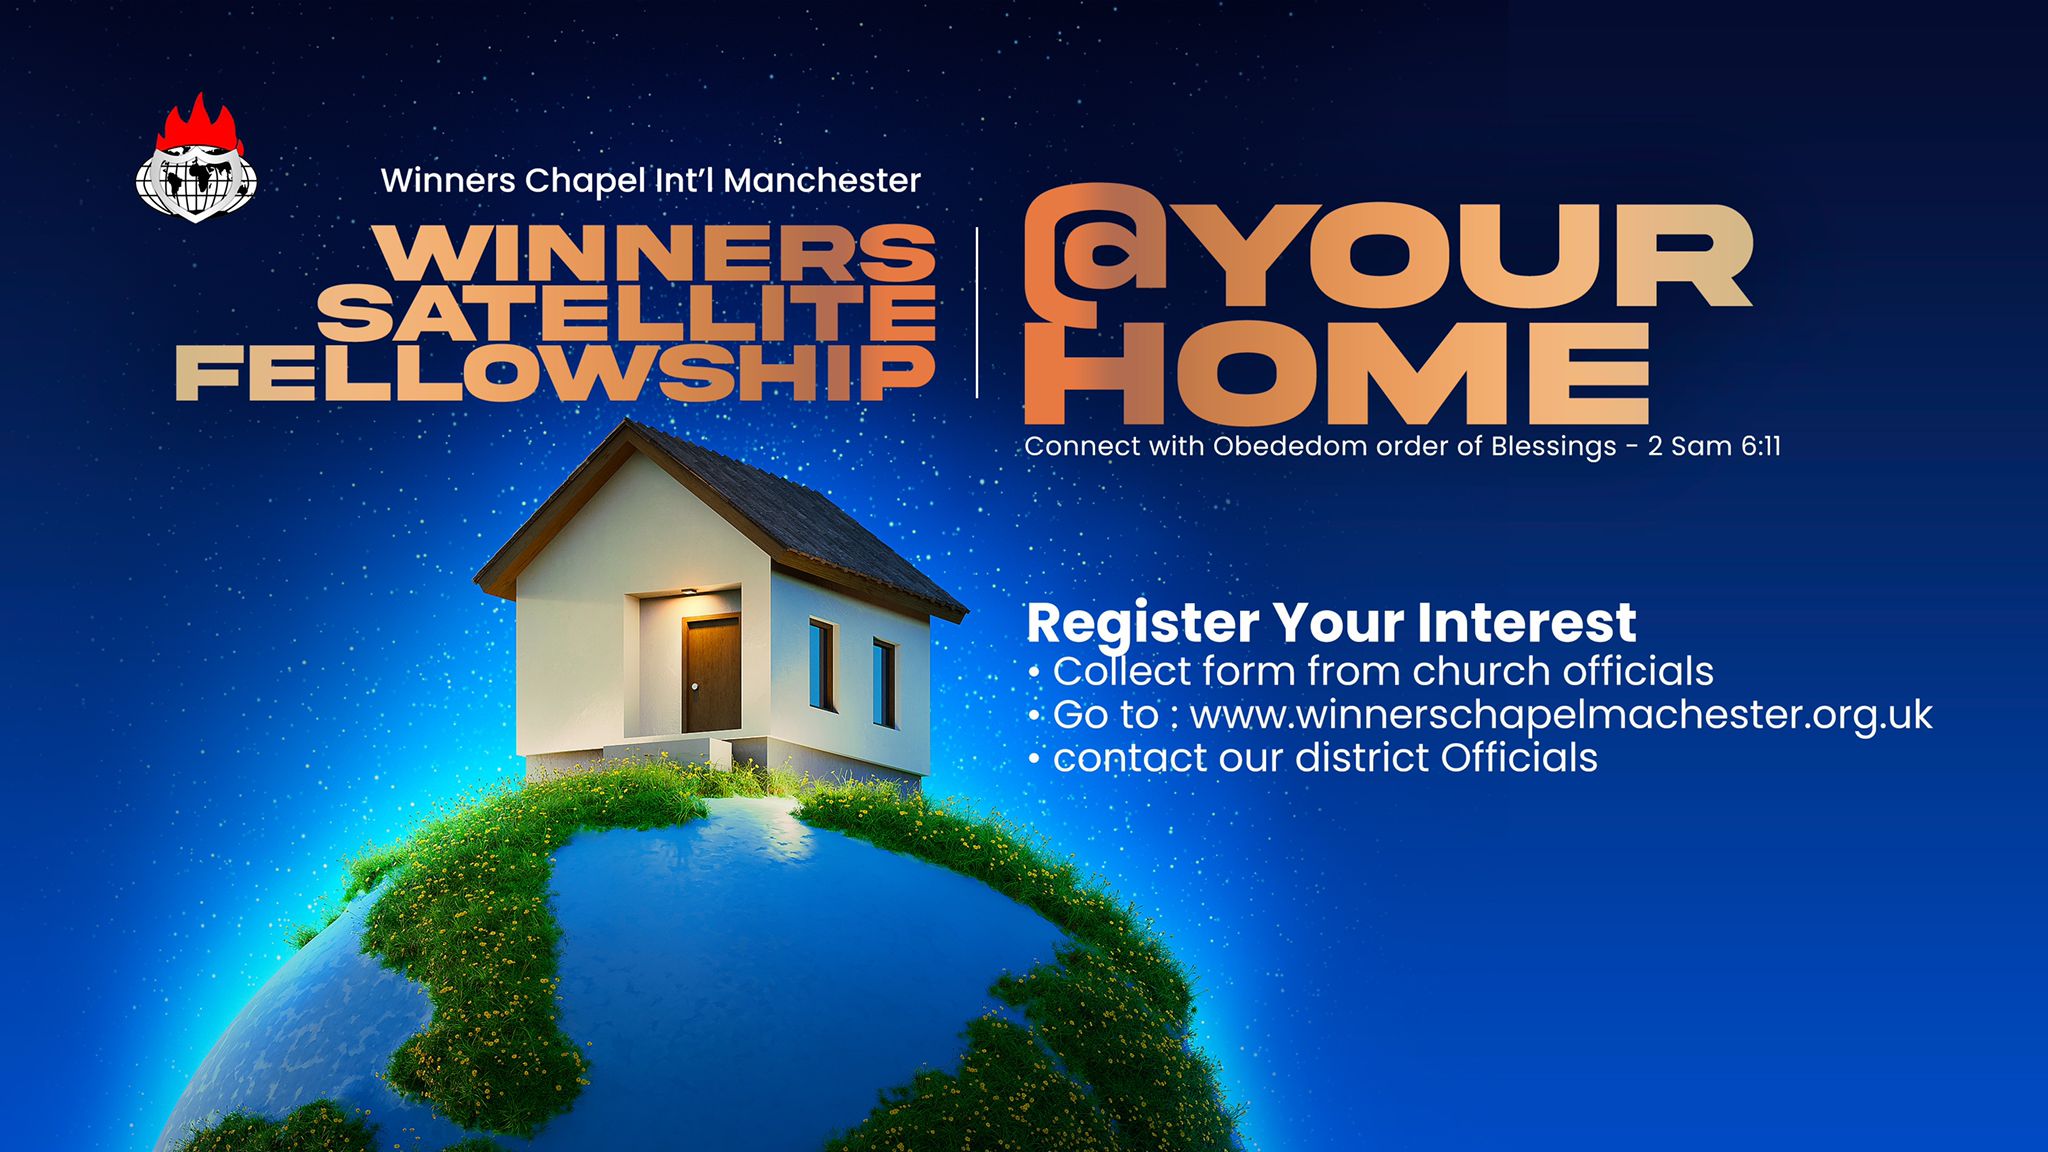 Winners Chapel Int'l Manchester
WINNERS
SATELLITE
FELLOWSHIP
@YOUR
HOME
Connect with Obededom order of Blessings - 2 Sam 6:11
Register Your Interest
• Collect form from church officials
• Go to : www.winnerschapelmachester.org.uk
• contact our district Officials